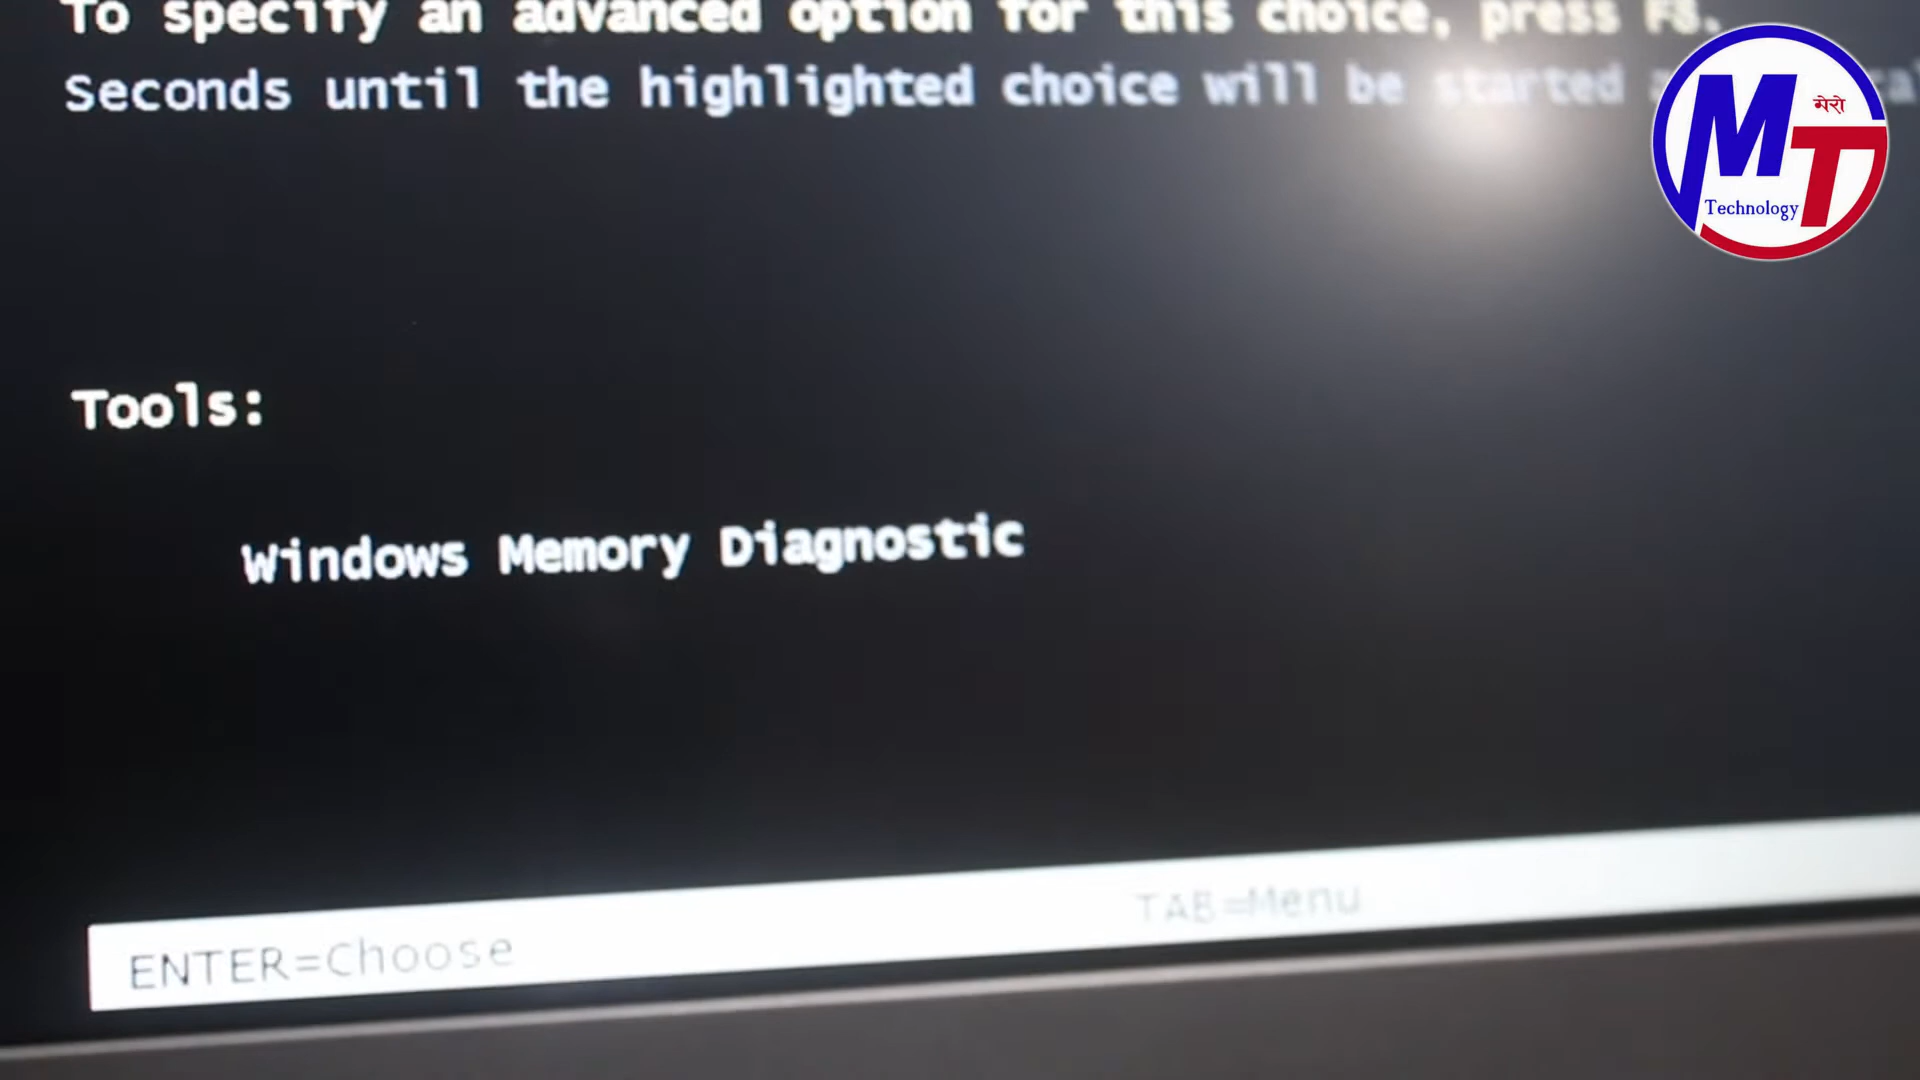 To specify an advanced option for this choice, press F8.
Seconds until the highlighted choice will be started
Tools:
Windows Memory Diagnostic
ENTER=Choose
TAB=Menu
मेरो
MT
Technology